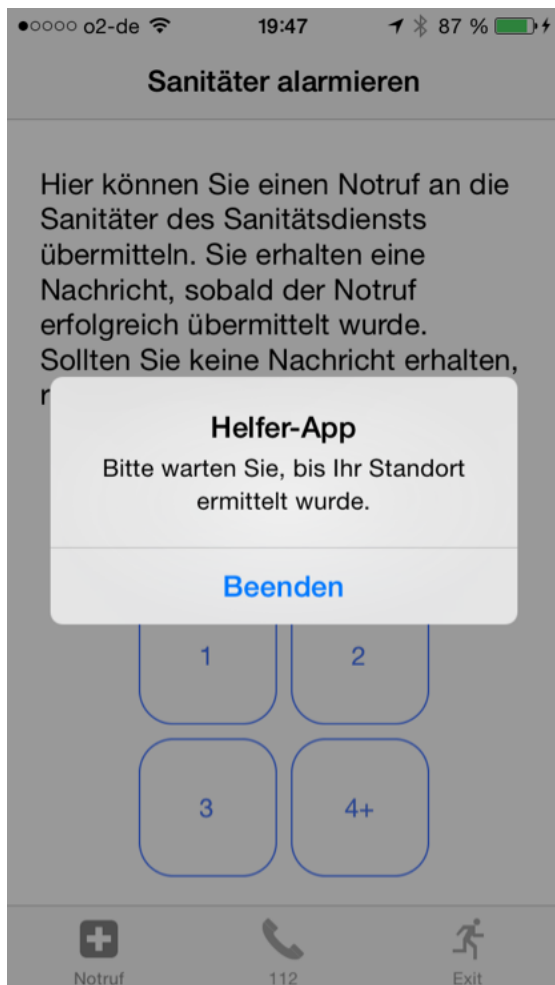 o2-de 19:47 87 %
Sanitäter alarmieren
Hier können Sie einen Notruf an die
Sanitäter des Sanitätsdiensts
übermitteln. Sie erhalten eine
Nachricht, sobald der Notruf
erfolgreich übermittelt wurde.
Sollten Sie keine Nachricht erhalten,
Helfer-App
Bitte warten Sie, bis Ihr Standort
ermittelt wurde.
Beenden
1 2
3 4+
Notruf 112 Exit